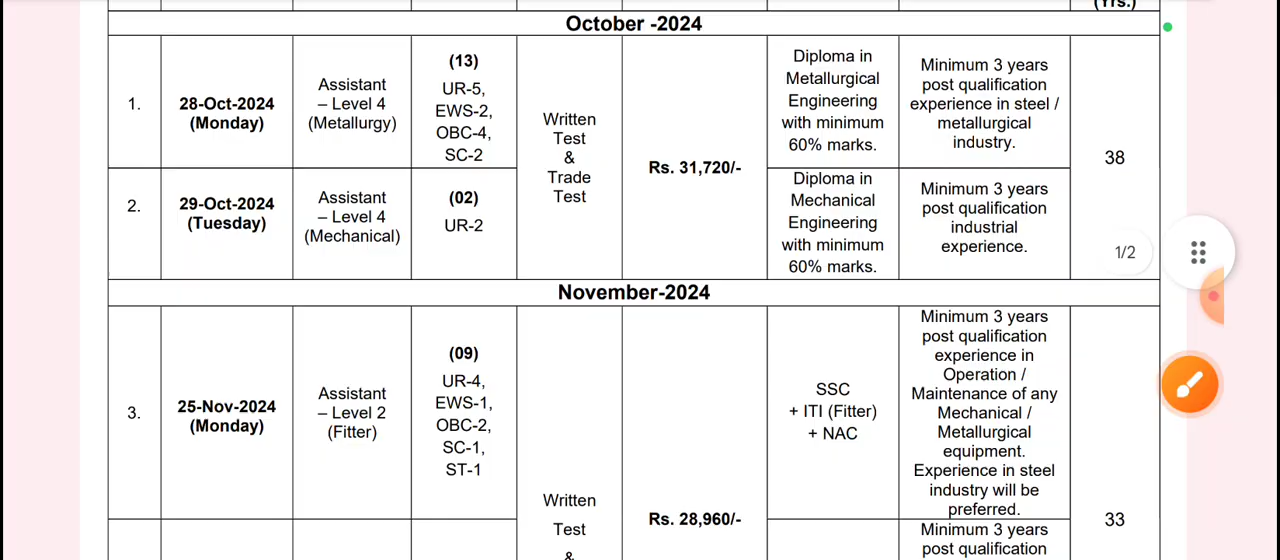 (Yrs.)
October -2024
1.
28-Oct-2024
(Monday)
Assistant
– Level 4
(Metallurgy)
(13)
UR-5,
EWS-2,
OBC-4,
SC-2
Written
Test
&
Trade
Test
Rs. 31,720/-
Diploma in
Metallurgical
Engineering
with minimum
60% marks.
Minimum 3 years
post qualification
experience in steel /
metallurgical
industry.
38
2.
29-Oct-2024
(Tuesday)
Assistant
– Level 4
(Mechanical)
(02)
UR-2
Diploma in
Mechanical
Engineering
with minimum
60% marks.
Minimum 3 years
post qualification
industrial
experience.
1/2
November-2024
3.
25-Nov-2024
(Monday)
Assistant
– Level 2
(Fitter)
(09)
UR-4,
EWS-1,
OBC-2,
SC-1,
ST-1
Written
Test
&
Rs. 28,960/-
SSC
+ ITI (Fitter)
+ NAC
Minimum 3 years
post qualification
experience in
Operation /
Maintenance of any
Mechanical /
Metallurgical
equipment.
Experience in steel
industry will be
preferred.
33
Minimum 3 years
post qualification